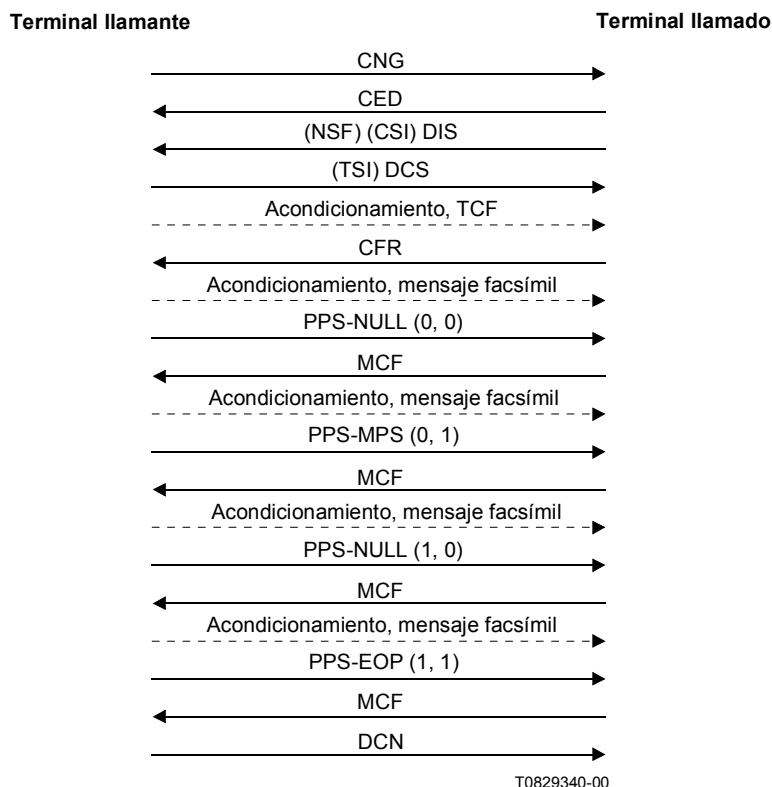 Terminal llamante
Terminal llamado
CNG
CED
(NSF) (CSI) DIS
(TSI) DCS
Acondicionamiento, TCF
CFR
Acondicionamiento, mensaje facsímil
PPS-NULL (0, 0)
MCF
Acondicionamiento, mensaje facsímil
PPS-MPS (0, 1)
MCF
Acondicionamiento, mensaje facsímil
PPS-NULL (1, 0)
MCF
Acondicionamiento, mensaje facsímil
PPS-EOP (1, 1)
MCF
DCN
T0829340-00